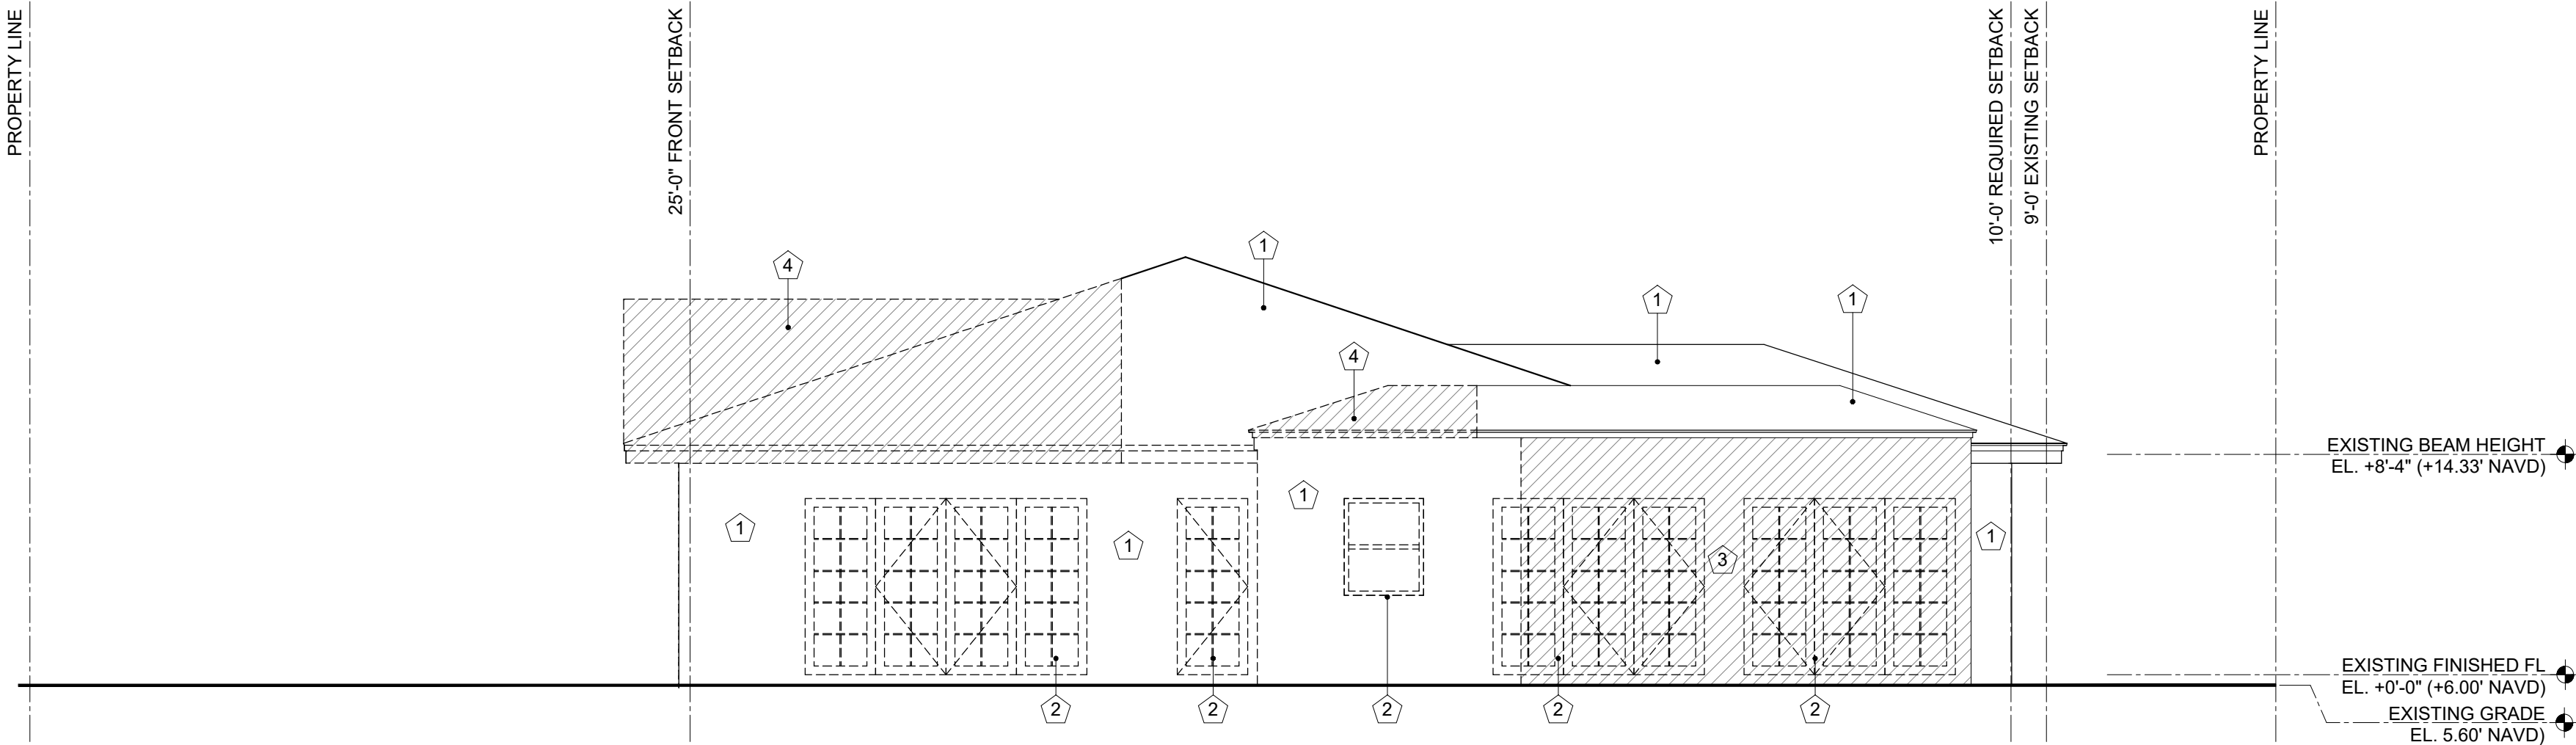 PROPERTY LINE
25'-0" FRONT SETBACK
10'-0' REQUIRED SETBACK
9'-0' EXISTING SETBACK
PROPERTY LINE
4
1
1
1
4
1
1
1
3
1
2
2
2
2
2
EXISTING BEAM HEIGHT
EL. +8'-4" (+14.33' NAVD)
EXISTING FINISHED FL
EL. +0'-0" (+6.00' NAVD)
EXISTING GRADE
EL. 5.60' NAVD)